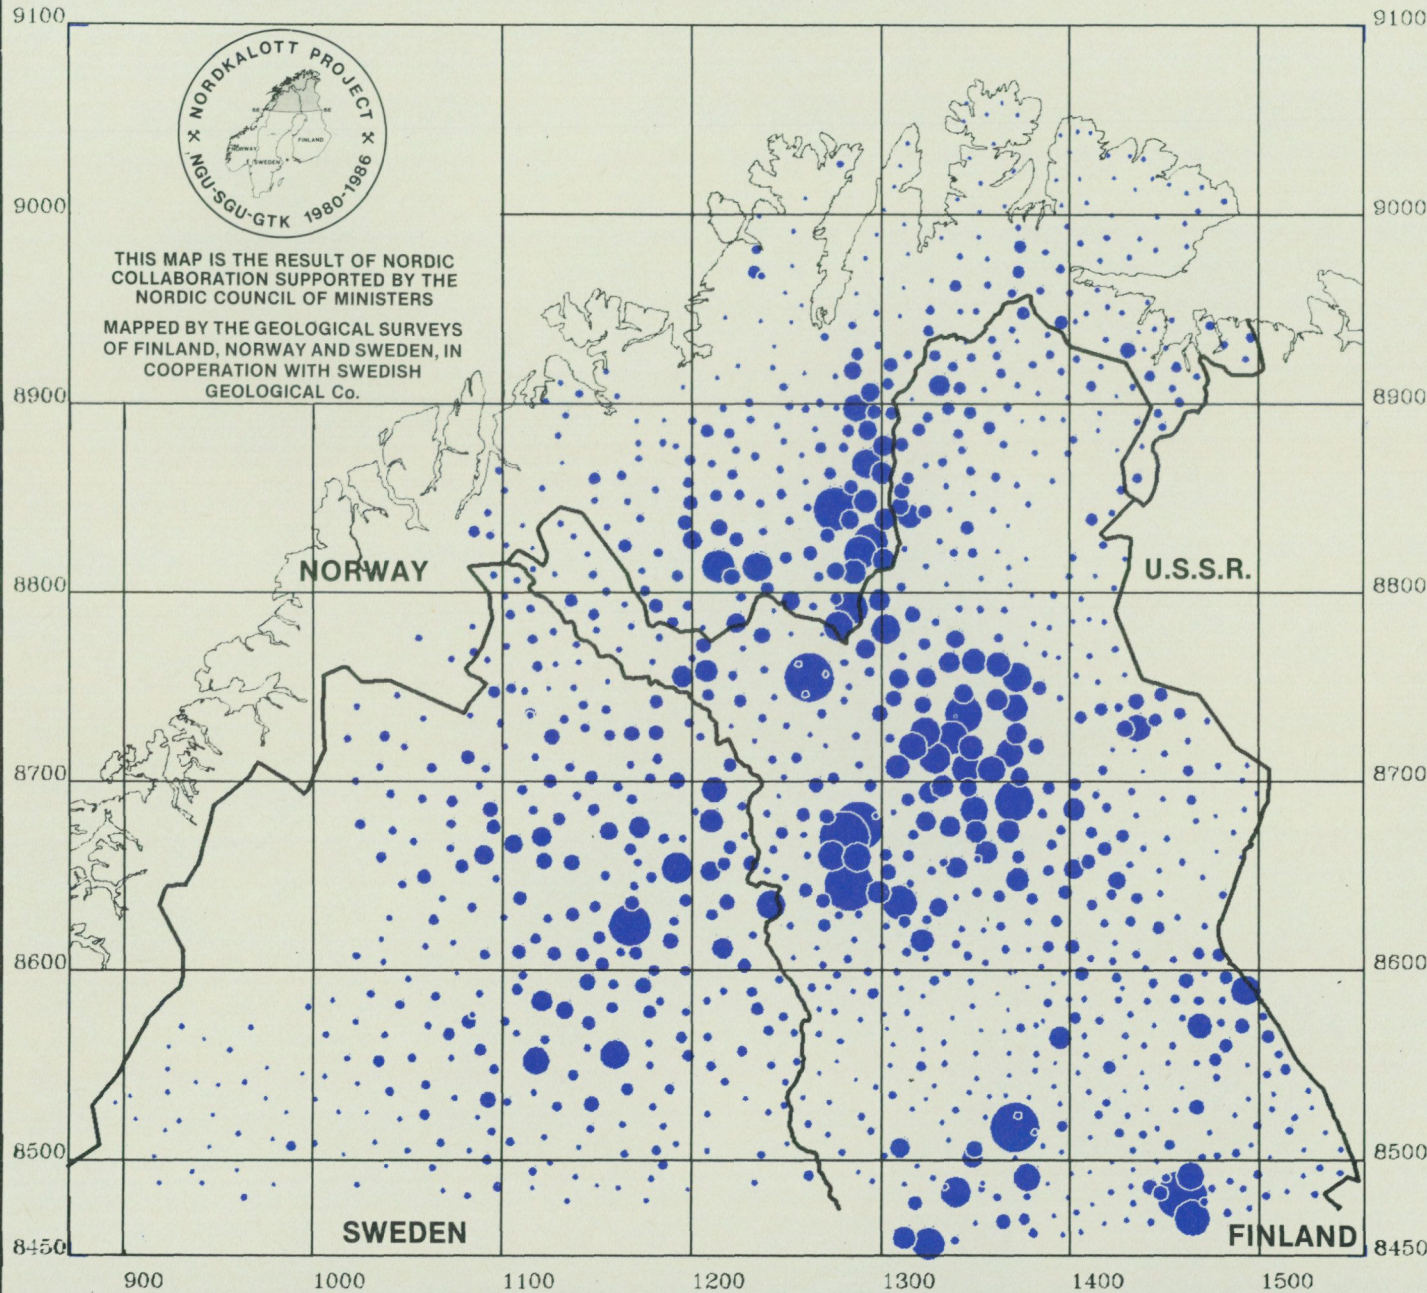 9100
9100
NORDKALOTT PROJECT
NGU-SGU-GTK 1980-1986
NORWAY
SWEDEN
FINLAND
9000
9000
THIS MAP IS THE RESULT OF NORDIC
COLLABORATION SUPPORTED BY THE
NORDIC COUNCIL OF MINISTERS
MAPPED BY THE GEOLOGICAL SURVEYS
OF FINLAND, NORWAY AND SWEDEN, IN
COOPERATION WITH SWEDISH
GEOLOGICAL Co.
8900
8900
NORWAY
U.S.S.R.
8800
8800
8700
8700
8600
8600
8500
8500
SWEDEN
FINLAND
8450
8450
900 1000 1100 1200 1300 1400 1500